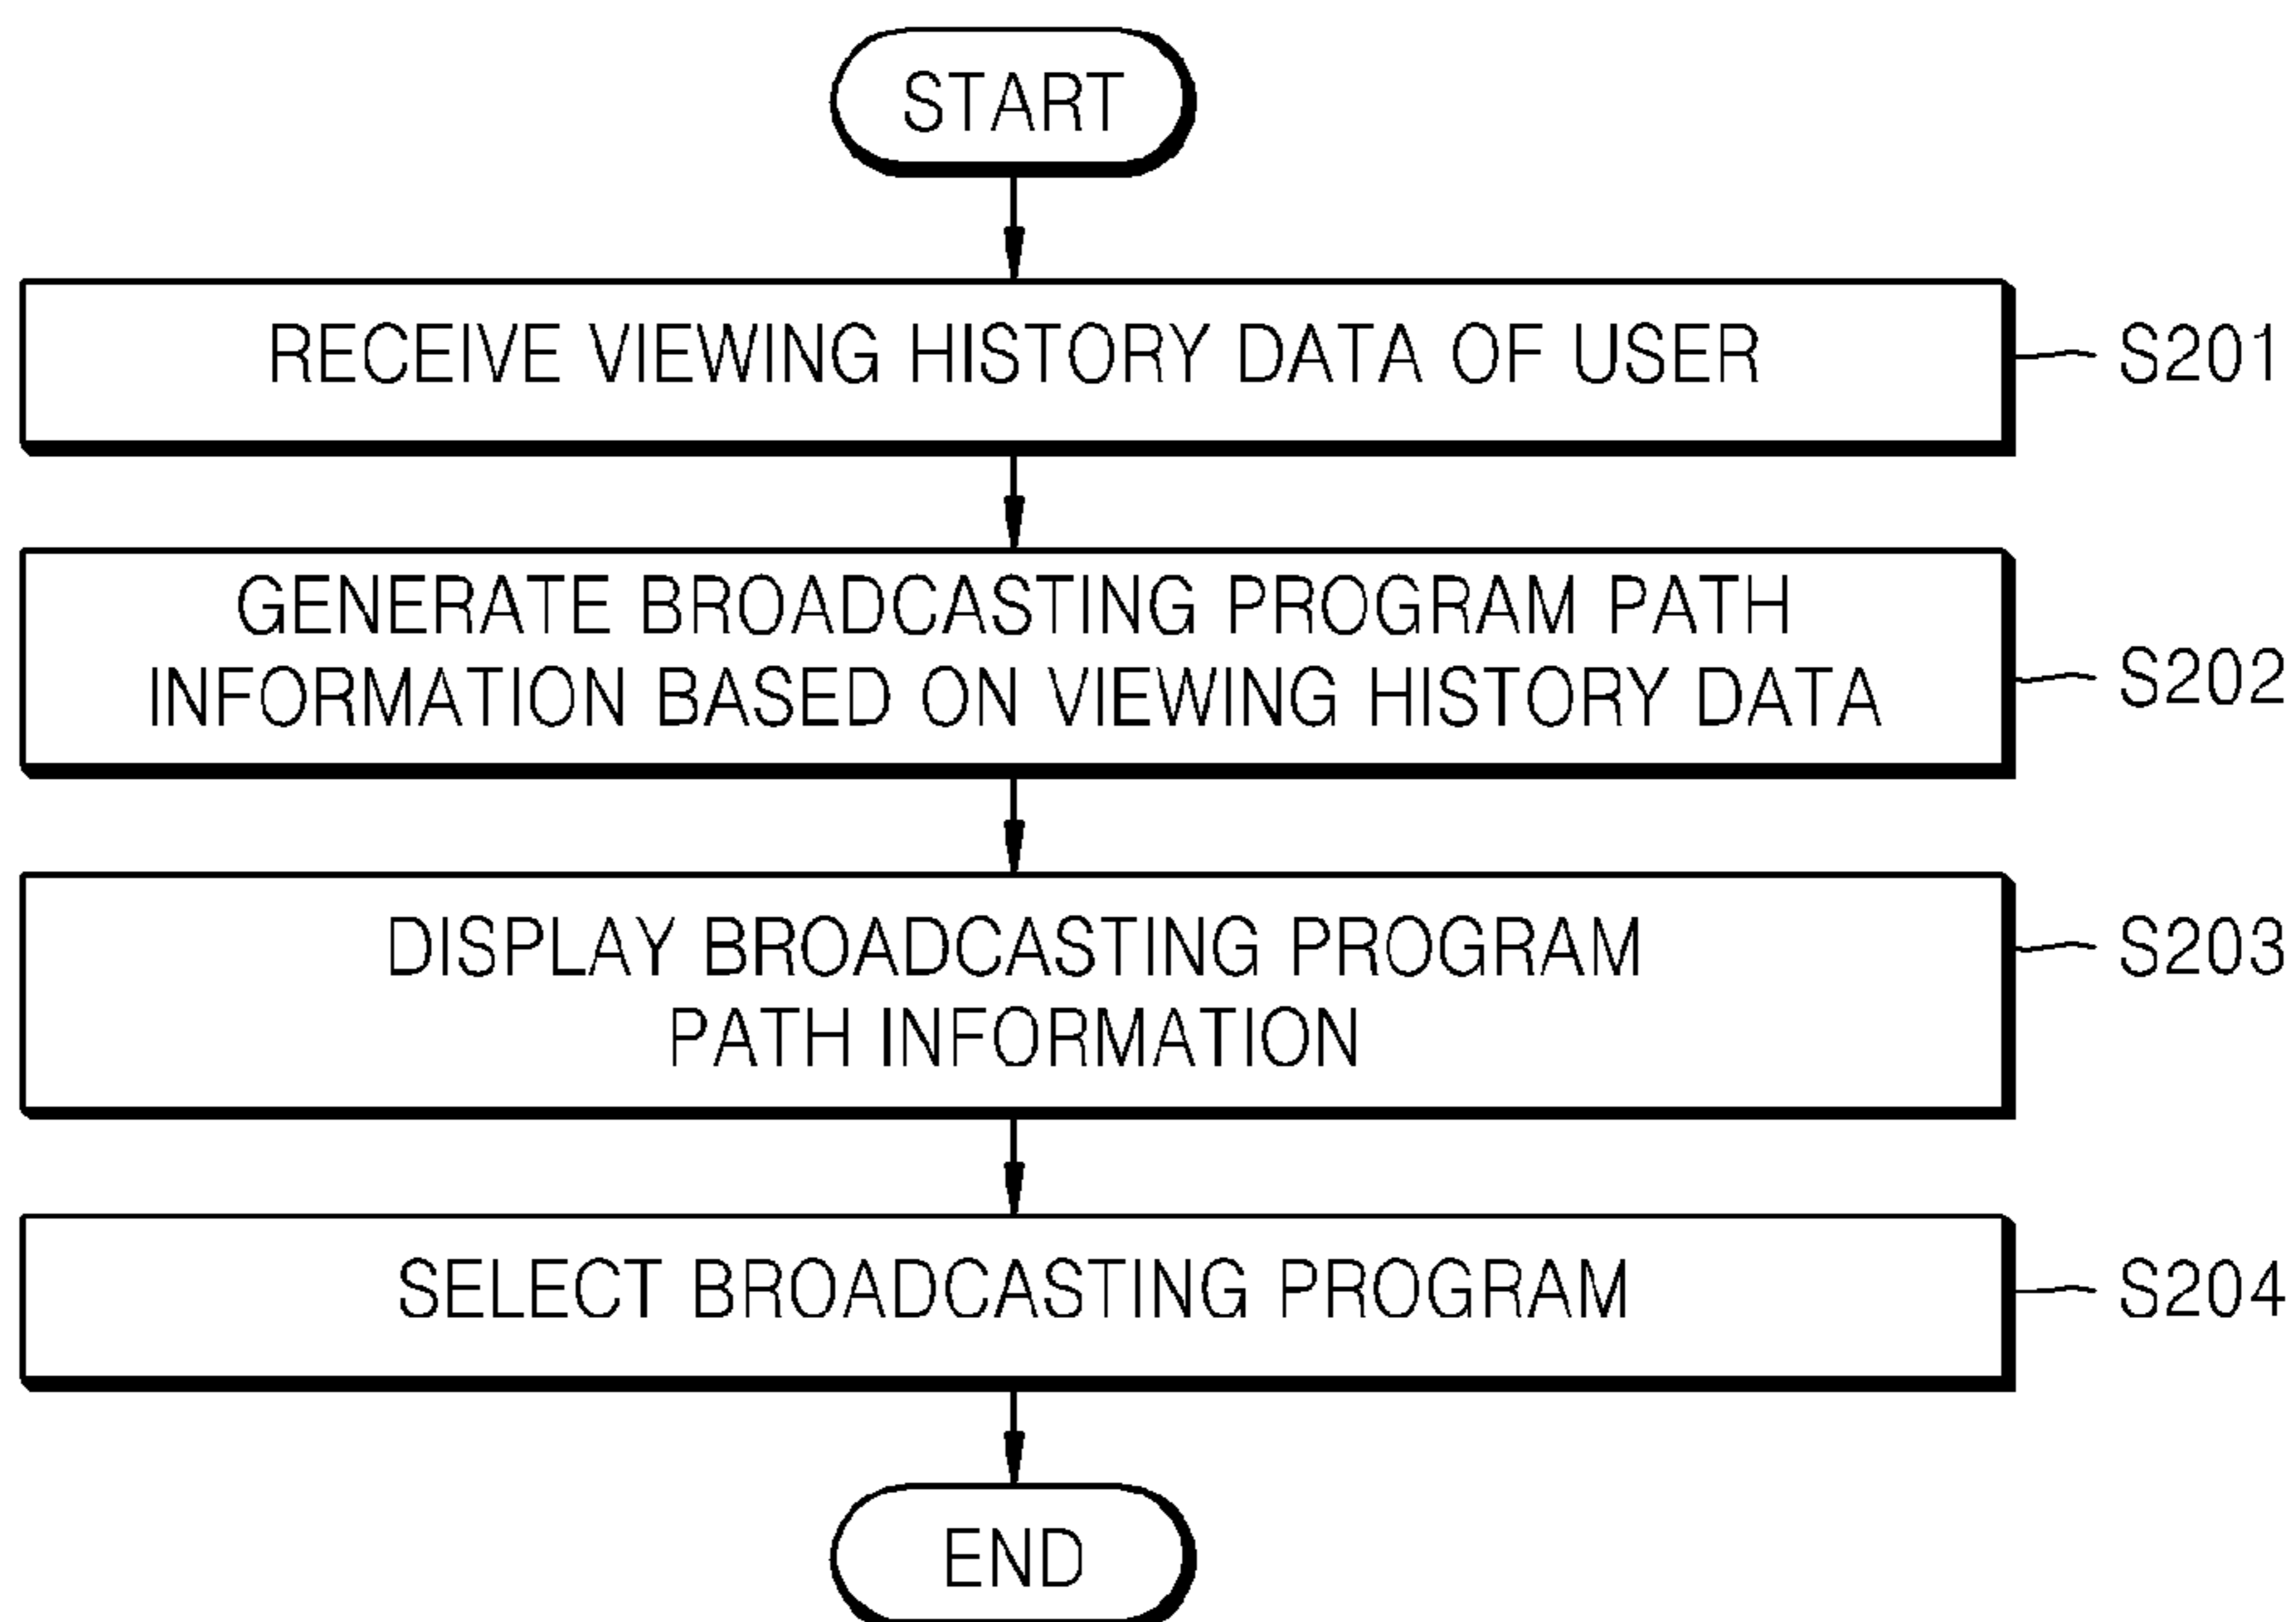 START
RECEIVE VIEWING HISTORY DATA OF USER
S201
GENERATE BROADCASTING PROGRAM PATH
INFORMATION BASED ON VIEWING HISTORY DATA
S202
DISPLAY BROADCASTING PROGRAM
PATH INFORMATION
S203
SELECT BROADCASTING PROGRAM
S204
END